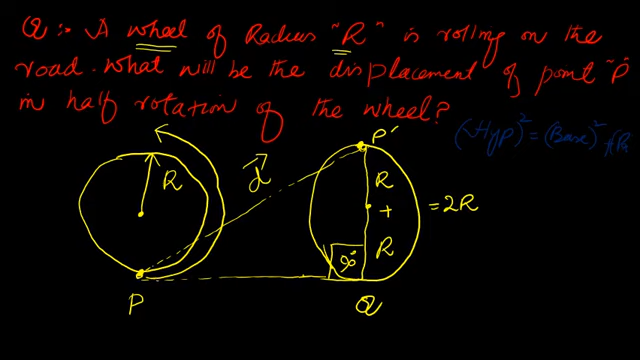 Q :- A wheel of Radius "R" is rolling on the
road. What will be the displacement of point "P"
in half rotation of the wheel?
(Hyp)² = (Base)² +(Pe
P'
R
d
R
+
= 2R
R
90°
P
Q